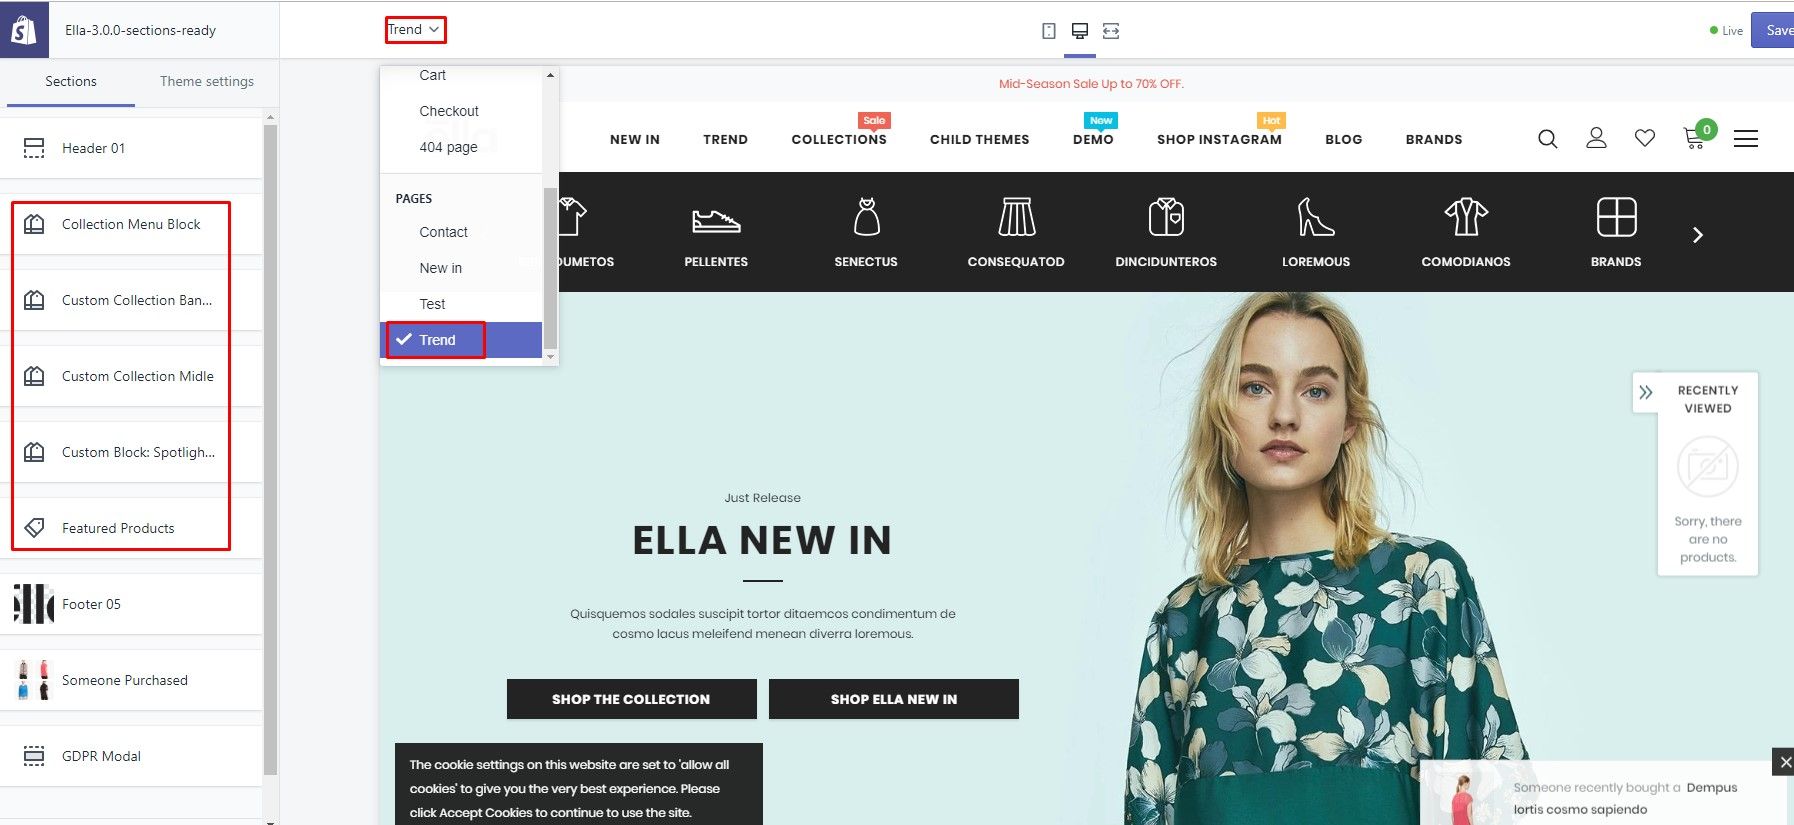 Ella-3.0.0-sections-ready
Trend
Live
Save
Sections
Theme settings
Header 01
Collection Menu Block
Custom Collection Ban...
Custom Collection Midle
Custom Block: Spotligh...
Featured Products
Footer 05
Someone Purchased
GDPR Modal
Cart
Checkout
404 page
PAGES
Contact
New in
Test
Trend
Mid-Season Sale Up to 70% OFF.
ella
Sale
New
Hot
NEW IN
TREND
COLLECTIONS
CHILD THEMES
DEMO
SHOP INSTAGRAM
BLOG
BRANDS
0
DUMETOS
PELLENTES
SENECTUS
CONSEQUATOD
DINCIDUNTEROS
LOREMOUS
COMODIANOS
BRANDS
RECENTLY
VIEWED
Sorry, there
are no
products.
Just Release
ELLA NEW IN
Quisquemos sodales suscipit tortor ditaemcos condimentum de
cosmo lacus meleifend menean diverra loremous.
SHOP THE COLLECTION
SHOP ELLA NEW IN
The cookie settings on this website are set to 'allow all
cookies' to give you the very best experience. Please
click Accept Cookies to continue to use the site.
Someone recently bought a Dempus
lortis cosmo sapiendo